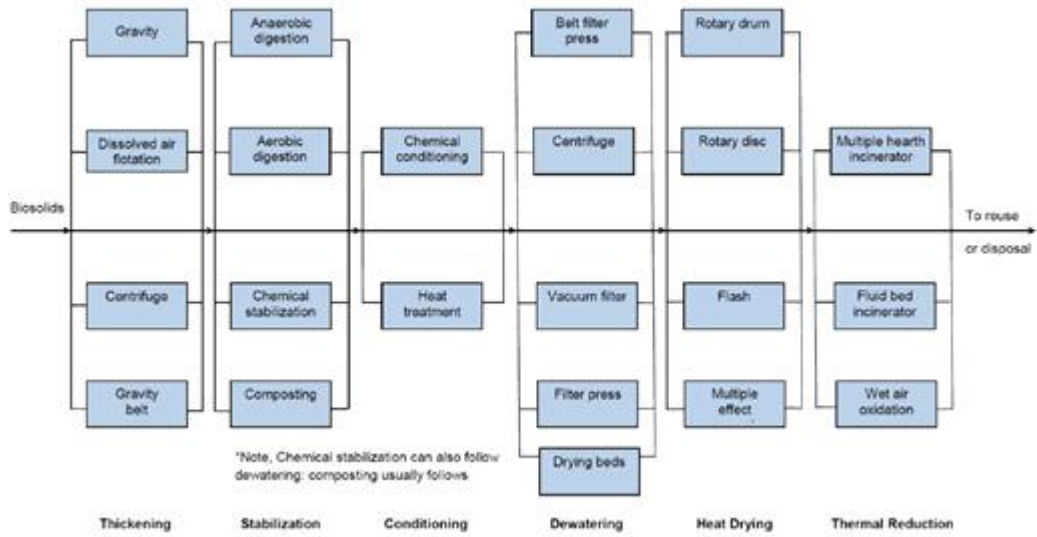 Gravity
Anaerobic
digestion
Belt filter
press
Rotary drum
Dissolved air
flotation
Aerobic
digestion
Chemical
conditioning
Centrifuge
Rotary disc
Multiple hearth
incinerator
Biosolids
To reuse
or disposal
Centrifuge
Chemical
stabilization
Heat
treatment
Vacuum filter
Flash
Fluid bed
incinerator
Gravity
belt
Composting
Filter press
Multiple
effect
Wet air
oxidation
Drying beds
"Note, Chemical stabilization can also follow
dewatering: composting usually follows
Thickening
Stabilization
Conditioning
Dewatering
Heat Drying
Thermal Reduction